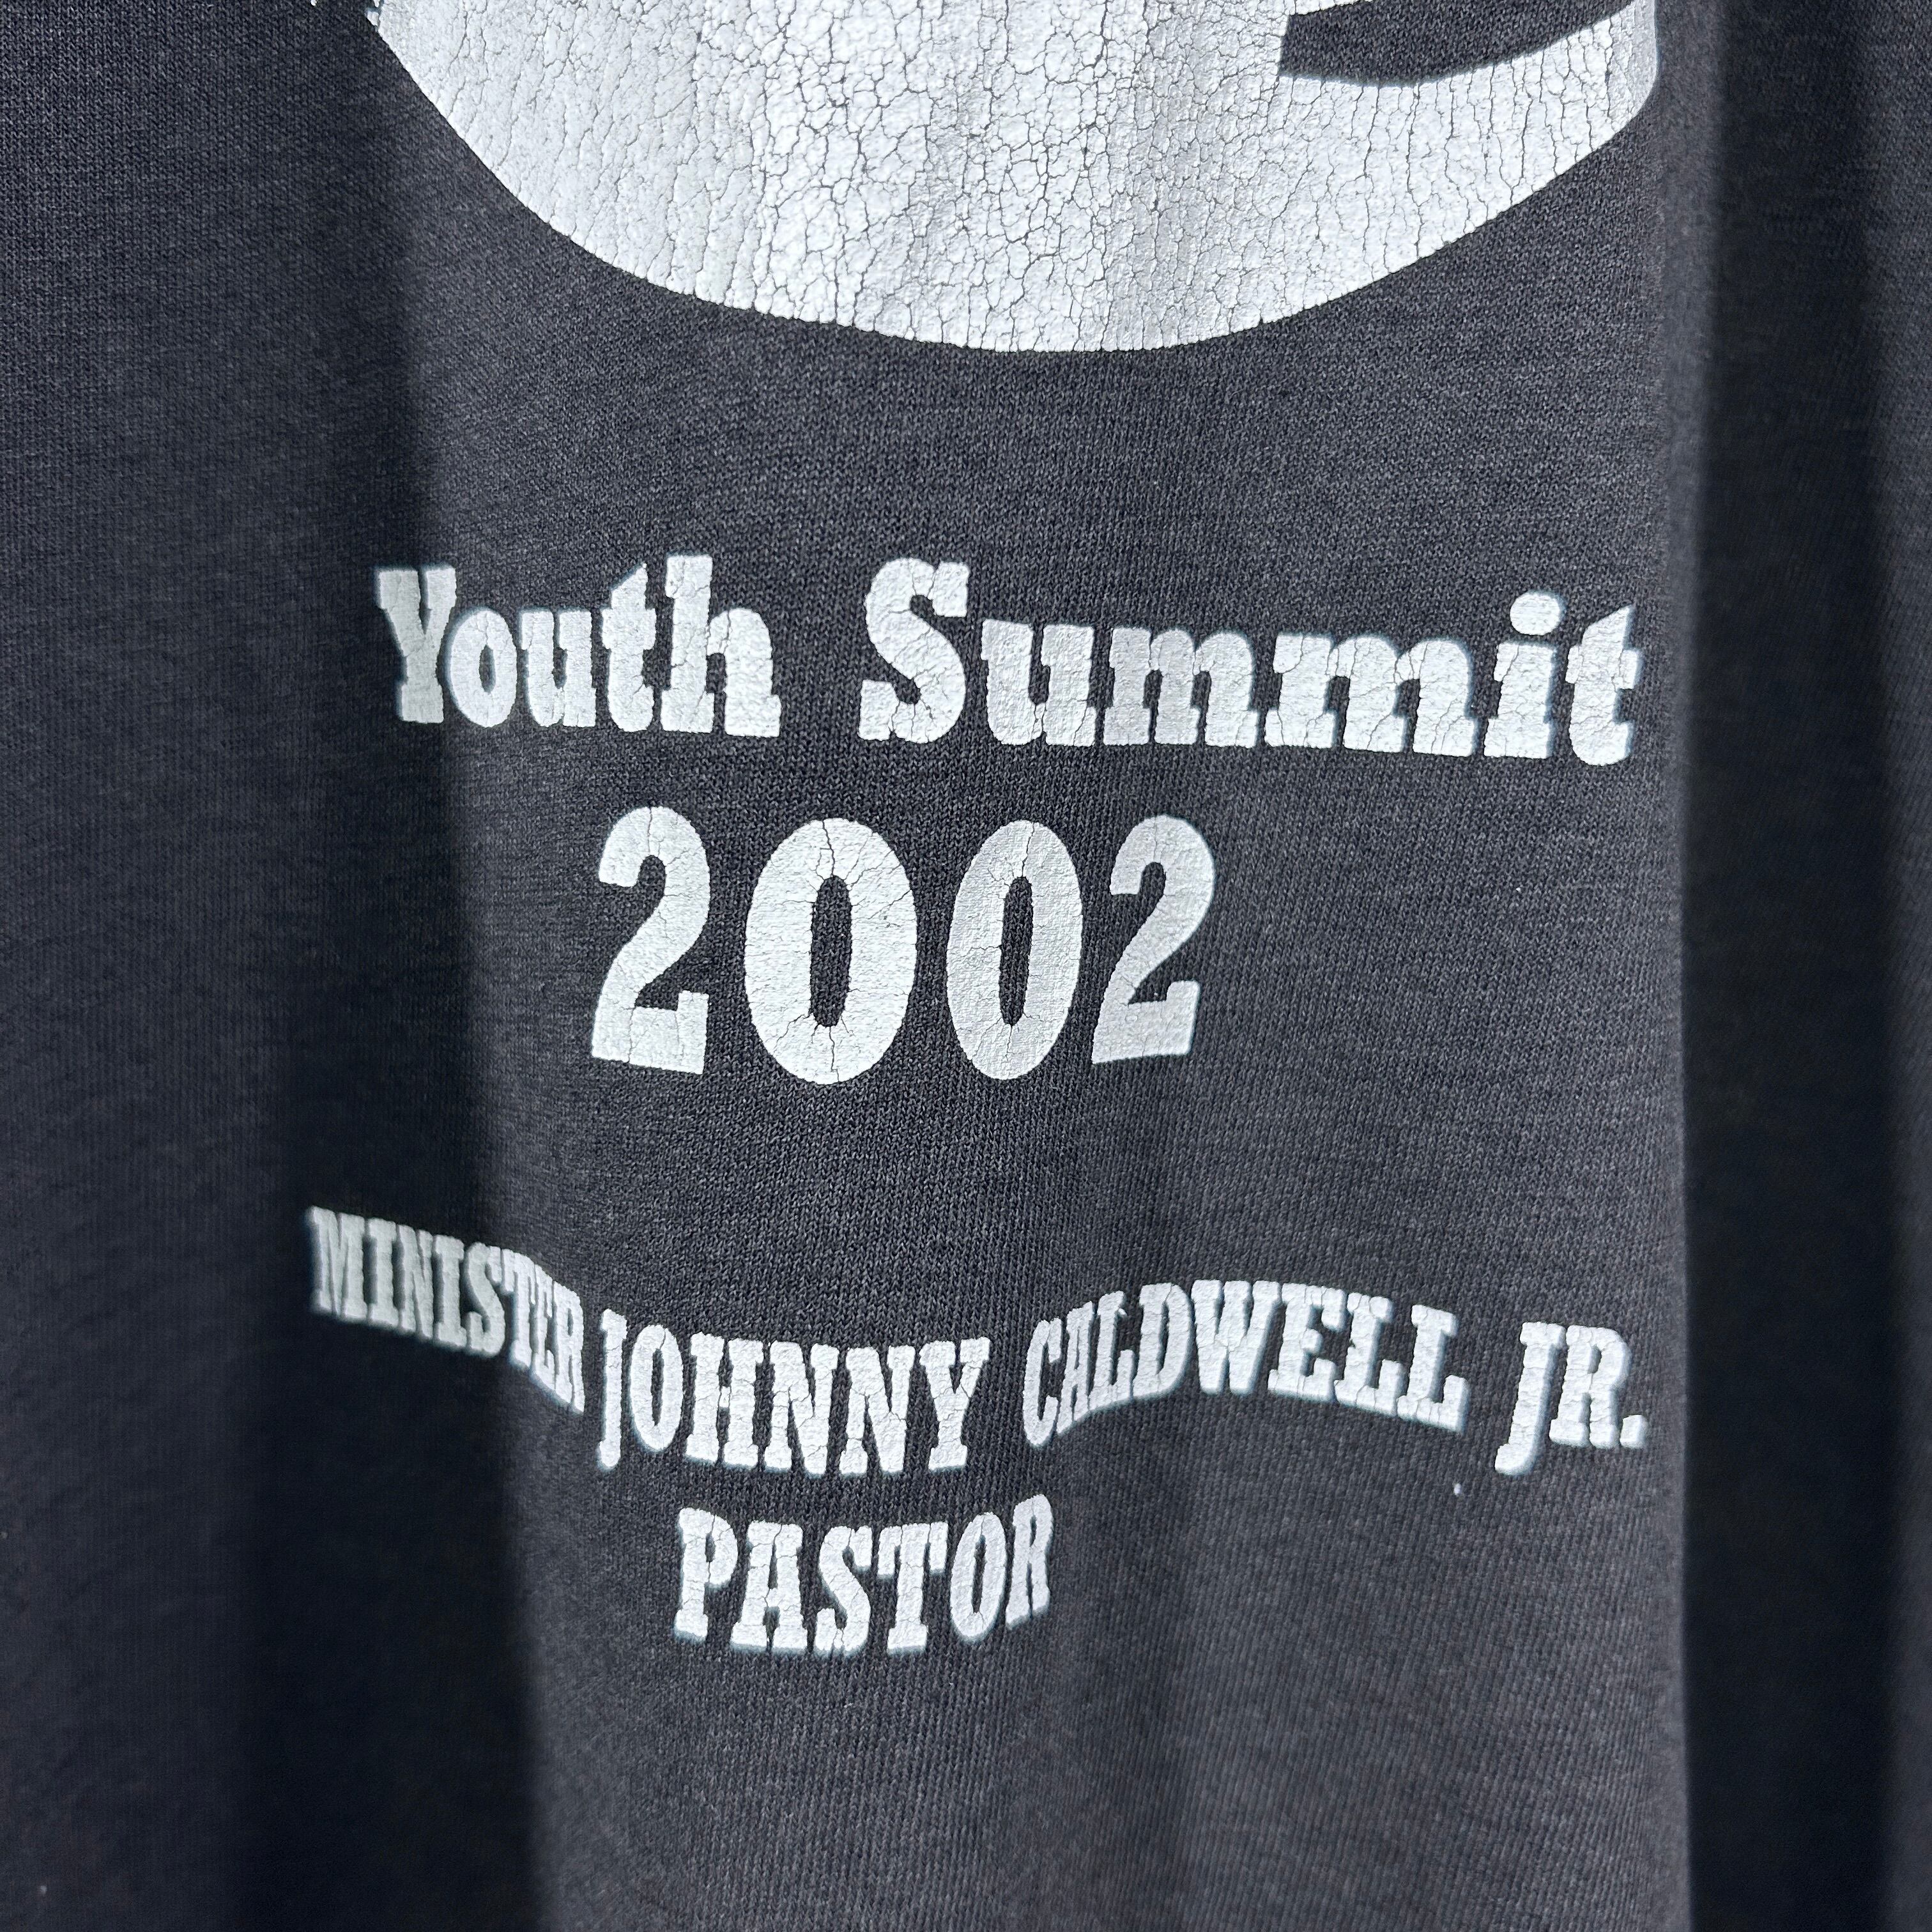 Youth Summit
2002
MINISTER JOHNNY CALDWELL JR.
PASTOR